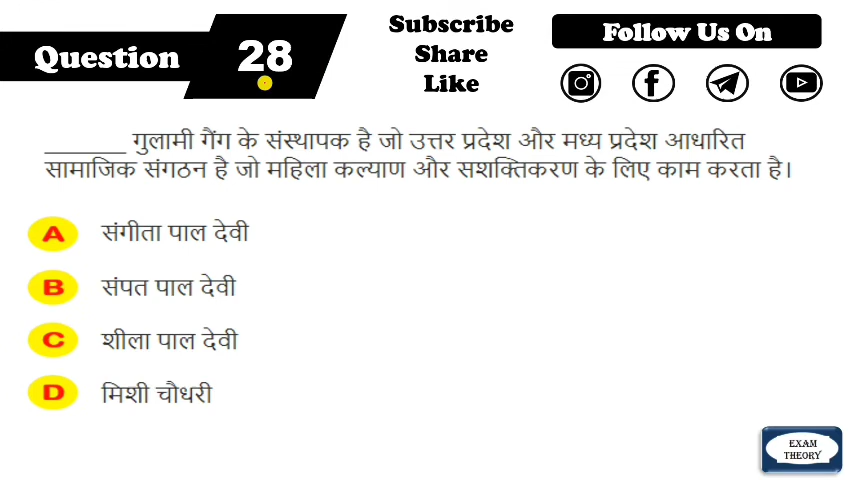 Question 28
Subscribe
Share
Like
Follow Us On
_______ गुलामी गैंग के संस्थापक है जो उत्तर प्रदेश और मध्य प्रदेश आधारित
सामाजिक संगठन है जो महिला कल्याण और सशक्तिकरण के लिए काम करता है।
A संगीता पाल देवी
B संपत पाल देवी
C शीला पाल देवी
D मिशी चौधरी
EXAM
THEORY